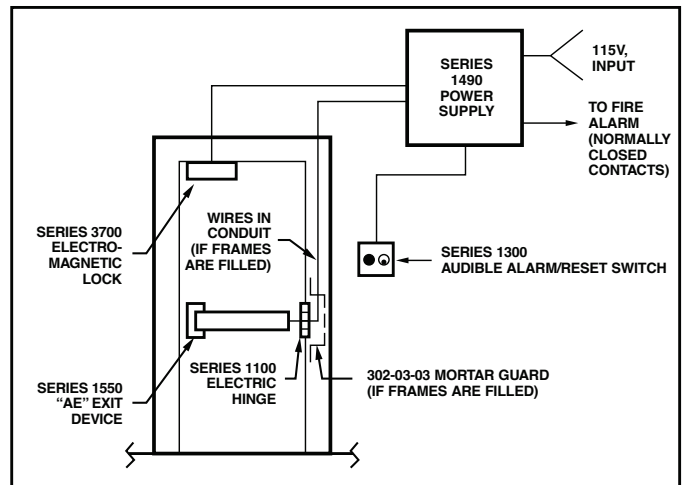 SERIES
1490
POWER
SUPPLY
115V,
INPUT
TO FIRE
ALARM
(NORMALLY
CLOSED
CONTACTS)
SERIES 3700
ELECTRO-
MAGNETIC
LOCK
WIRES IN
CONDUIT
(IF FRAMES
ARE FILLED)
SERIES 1300
AUDIBLE ALARM/RESET SWITCH
SERIES 1550
“AE” EXIT
DEVICE
SERIES 1100
ELECTRIC
HINGE
302-03-03 MORTAR GUARD
(IF FRAMES ARE FILLED)